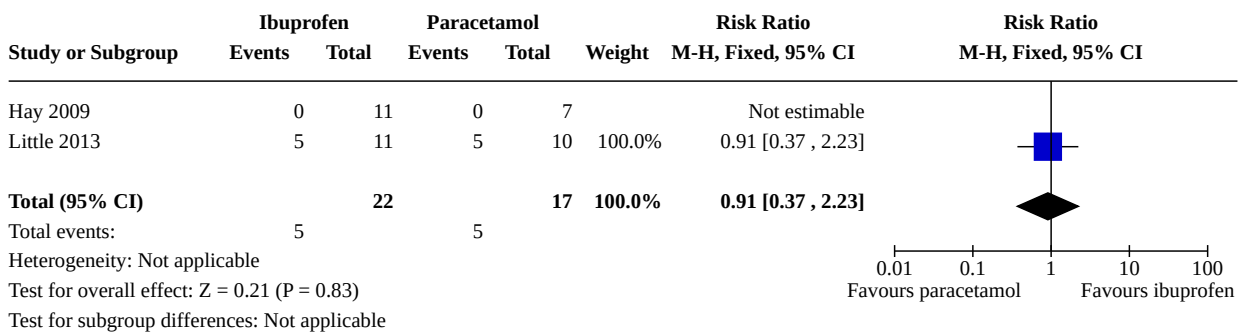 Ibuprofen Paracetamol Risk Ratio Risk Ratio
Study or Subgroup Events Total Events Total Weight M-H, Fixed, 95% CI M-H, Fixed, 95% CI
Hay 2009 0 11 0 7 Not estimable
Little 2013 5 11 5 10 100.0% 0.91 [0.37 , 2.23]
Total (95% CI) 22 17 100.0% 0.91 [0.37 , 2.23]
Total events: 5 5
Heterogeneity: Not applicable
0.01 0.1 1 10 100
Test for overall effect: Z = 0.21 (P = 0.83) Favours paracetamol Favours ibuprofen
Test for subgroup differences: Not applicable